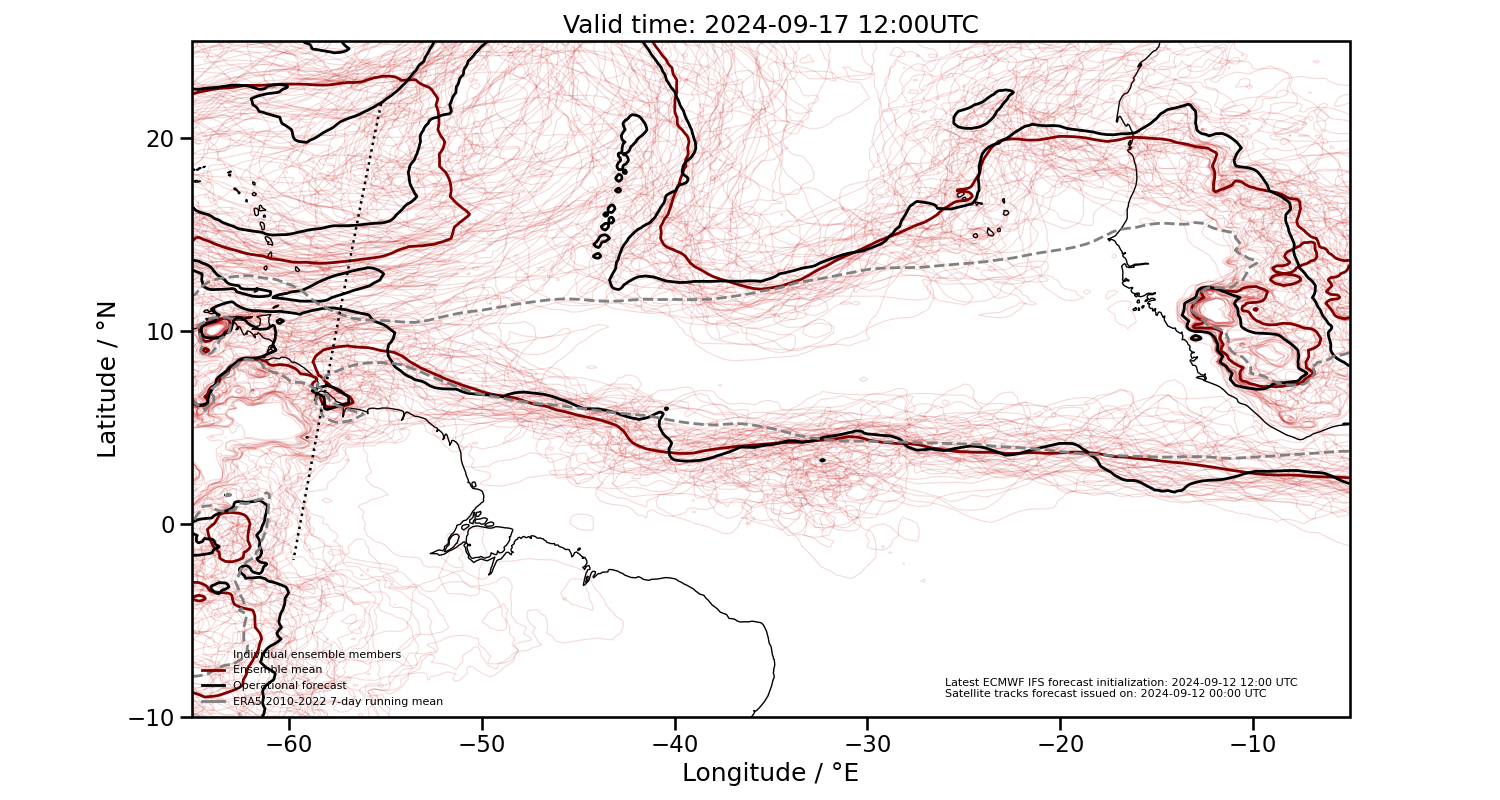 Valid time: 2024-09-17 12:00UTC
Latitude / °N
20
10
0
−10
Individual ensemble members
Ensemble mean
Operational forecast
ERA5 2010-2022 7-day running mean
Latest ECMWF IFS forecast initialization: 2024-09-12 12:00 UTC
Satellite tracks forecast issued on: 2024-09-12 00:00 UTC
−60
−50
−40
−30
−20
−10
Longitude / °E